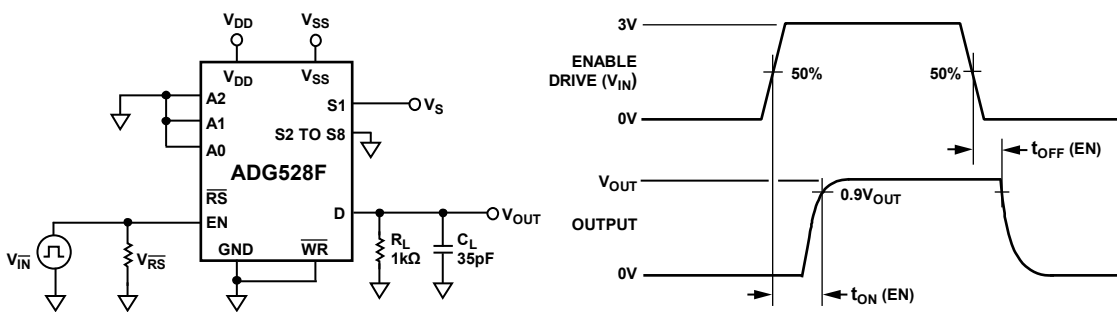 VDD
VSS
VDD
VSS
A2
A1
A0
S1
VS
S2 TO S8
ADG528F
RS
EN
D
VOUT
VIN
VRS
GND
WR
RL
1kΩ
CL
35pF
3V
ENABLE
DRIVE (VIN)
50%
50%
0V
tOFF (EN)
VOUT
0.9VOUT
OUTPUT
0V
tON (EN)